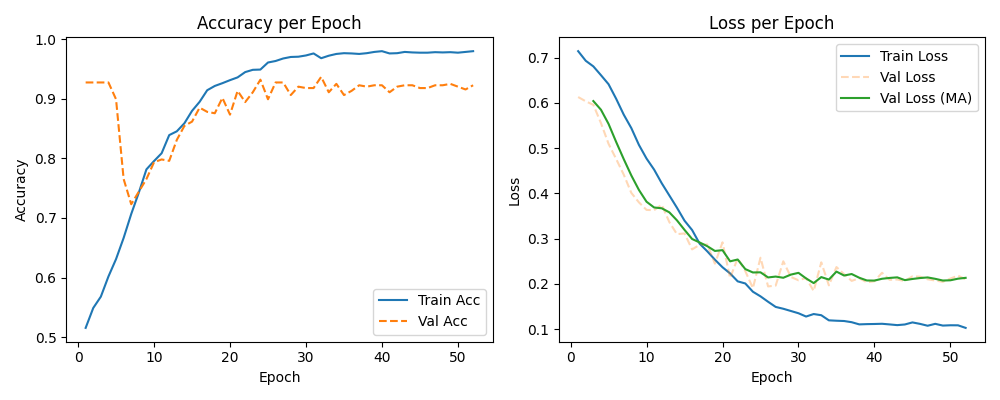 Accuracy per Epoch
1.0
0.9
0.8
0.7
0.6
0.5
Accuracy
Train Acc
Val Acc
0 10 20 30 40 50
Epoch
Loss per Epoch
0.7
0.6
0.5
0.4
0.3
0.2
0.1
Loss
Train Loss
Val Loss
Val Loss (MA)
0 10 20 30 40 50
Epoch